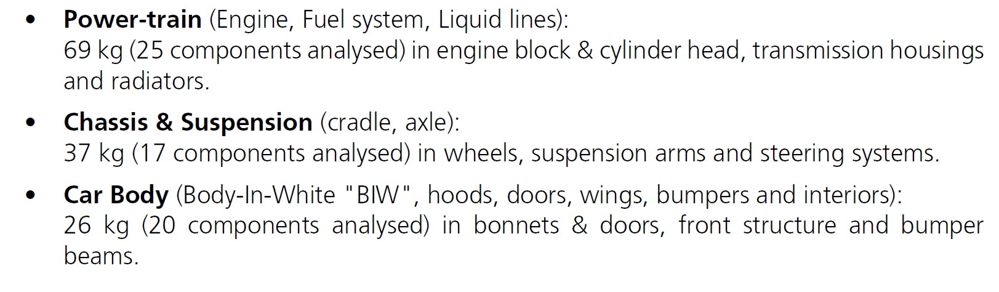 • Power-train (Engine, Fuel system, Liquid lines):
69 kg (25 components analysed) in engine block & cylinder head, transmission housings
and radiators.
• Chassis & Suspension (cradle, axle):
37 kg (17 components analysed) in wheels, suspension arms and steering systems.
• Car Body (Body-In-White "BIW", hoods, doors, wings, bumpers and interiors):
26 kg (20 components analysed) in bonnets & doors, front structure and bumper
beams.